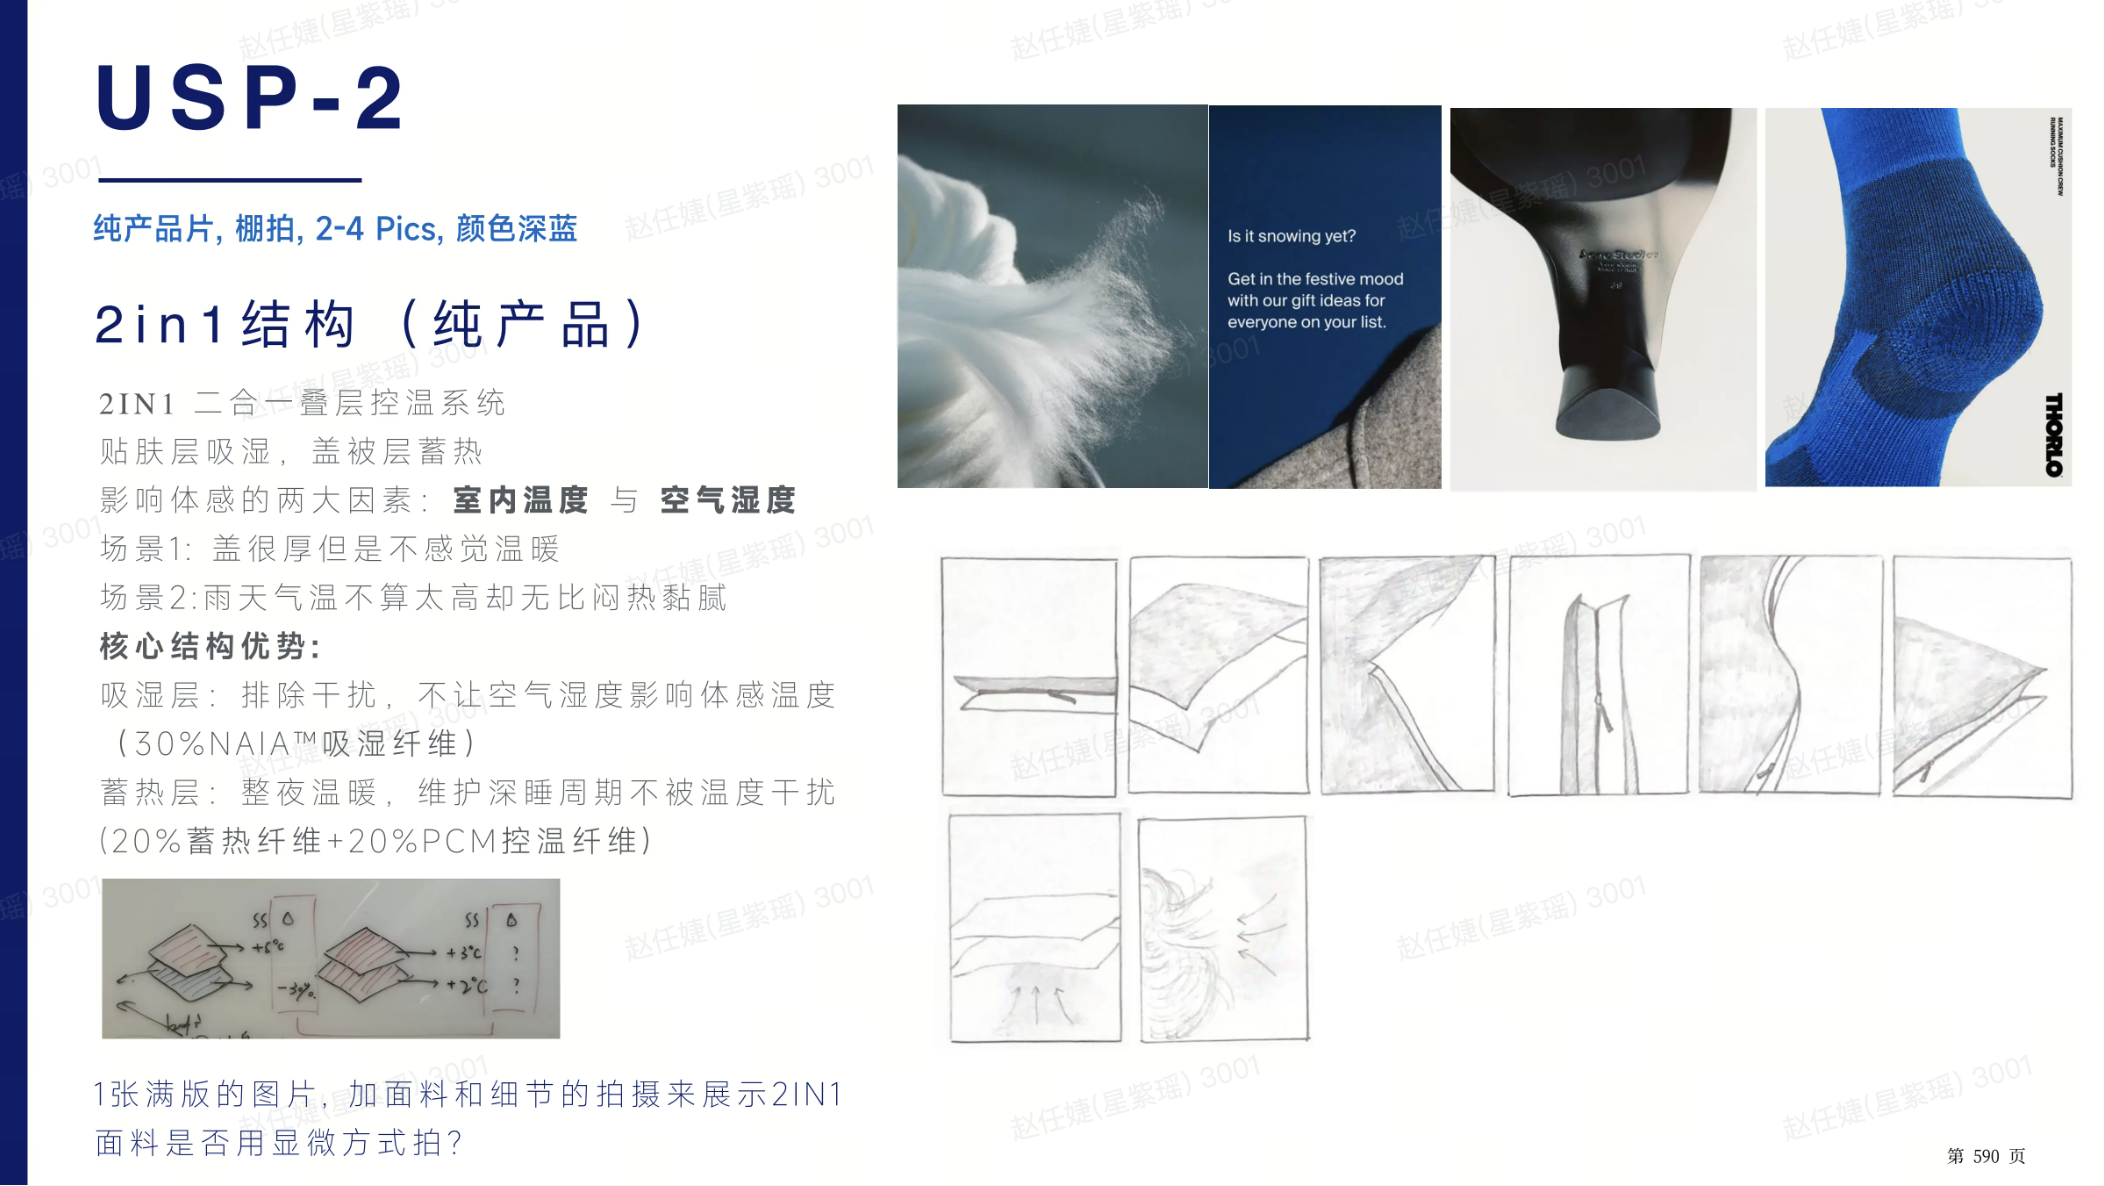 USP-2
纯产品片, 棚拍, 2-4 Pics, 颜色深蓝
2in1结构（纯产品）
2IN1 二合一叠层控温系统
贴肤层吸湿，盖被层蓄热
影响体感的两大因素：室内温度 与 空气湿度
场景1: 盖很厚但是不感觉温暖
场景2:雨天气温不算太高却无比闷热黏腻
核心结构优势:
吸湿层：排除干扰，不让空气湿度影响体感温度
（30%NAIA™吸湿纤维）
蓄热层：整夜温暖，维护深睡周期不被温度干扰
(20%蓄热纤维+20%PCM控温纤维)
SS
-30%
SS
+3°C
?
+2°C
?
1张满版的图片, 加面料和细节的拍摄来展示2IN1
面料是否用显微方式拍?
Is it snowing yet?
Get in the festive mood
with our gift ideas for
everyone on your list.
Acne Studios
MAXIMUM CUSHION CREW
RUNNING SOCKS
THORLO
第 590 页
赵任婕(星紫瑶) 3001